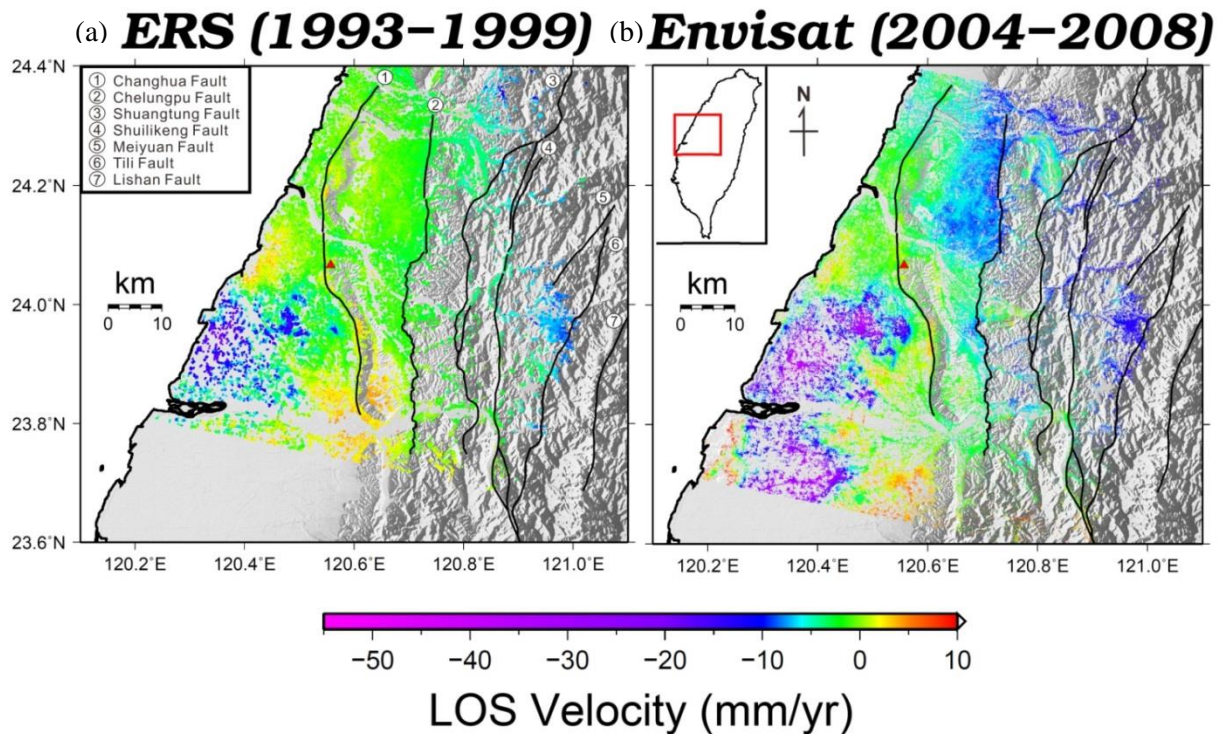 (a) ERS (1993−1999) (b) Envisat (2004−2008)
24.4˚N
24.2˚N
24.0˚N
23.8˚N
23.6˚N
① Changhua Fault
② Chelungpu Fault
③ Shuangtung Fault
④ Shuilikeng Fault
⑤ Meiyuan Fault
⑥ Tili Fault
⑦ Lishan Fault
①
②
③
④
⑤
⑥
⑦
km
0 10
N
km
0 10
120.2˚E 120.4˚E 120.6˚E 120.8˚E 121.0˚E
120.2˚E 120.4˚E 120.6˚E 120.8˚E 121.0˚E
−50 −40 −30 −20 −10 0 10
LOS Velocity (mm/yr)